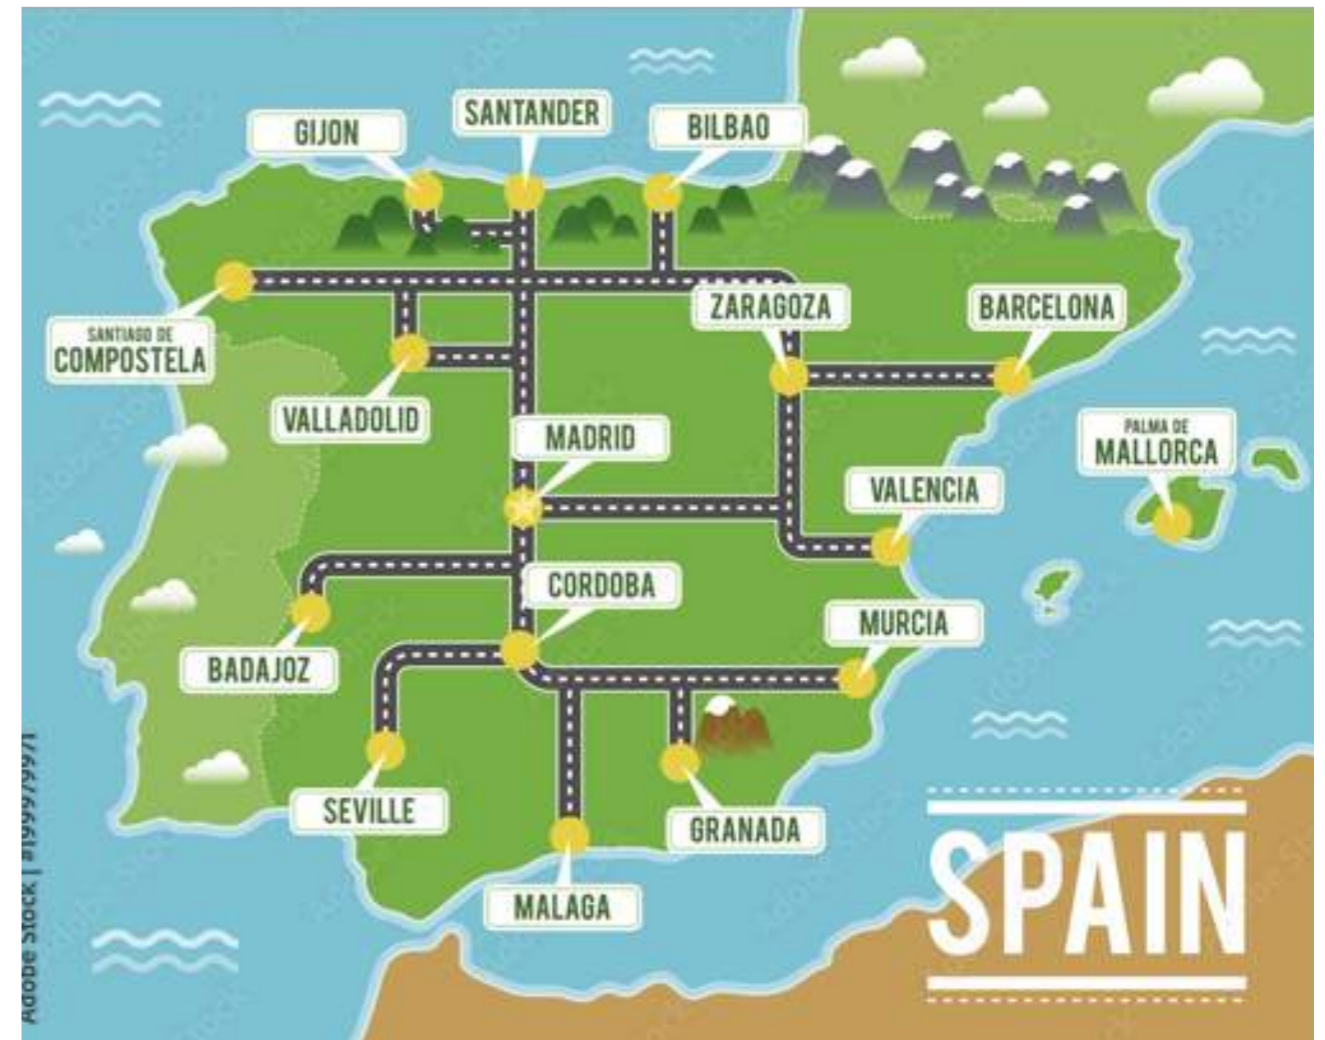 SANTANDER
GIJON
BILBAO
ZARAGOZA
BARCELONA
SANTIAGO DE
COMPOSTELA
VALLADOLID
MADRID
PALMA DE
MALLORCA
VALENCIA
CORDOBA
MURCIA
BADAJOZ
SEVILLE
GRANADA
MALAGA
SPAIN
Adobe Stock | #199979971